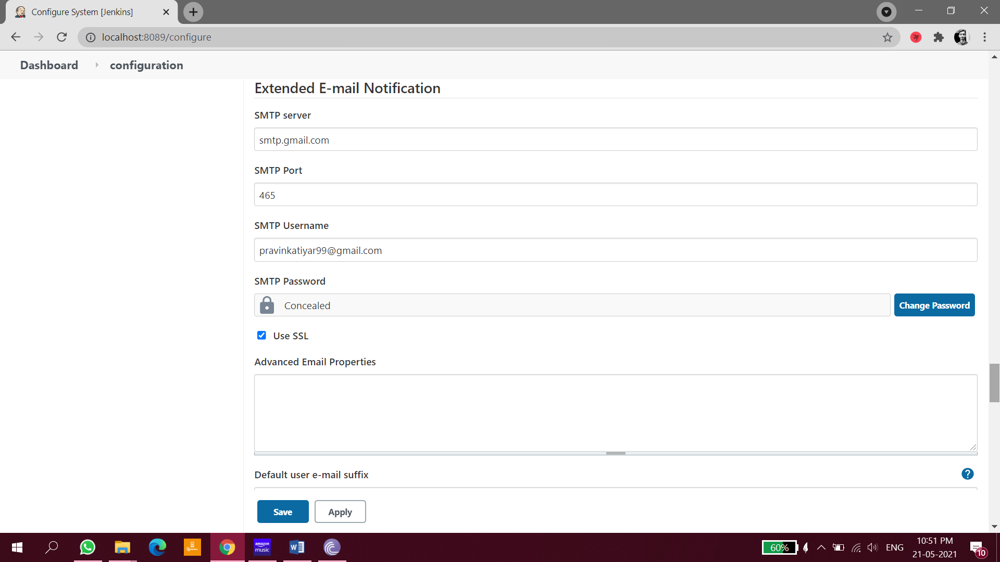 Configure System [Jenkins]
localhost:8089/configure
Dashboard
configuration
Extended E-mail Notification
SMTP server
smtp.gmail.com
SMTP Port
465
SMTP Username
pravinkatiyar99@gmail.com
SMTP Password
Concealed
Change Password
Use SSL
Advanced Email Properties
Default user e-mail suffix
?
Save
Apply
amazon
music
60%
ENG
10:51 PM
21-05-2021
10